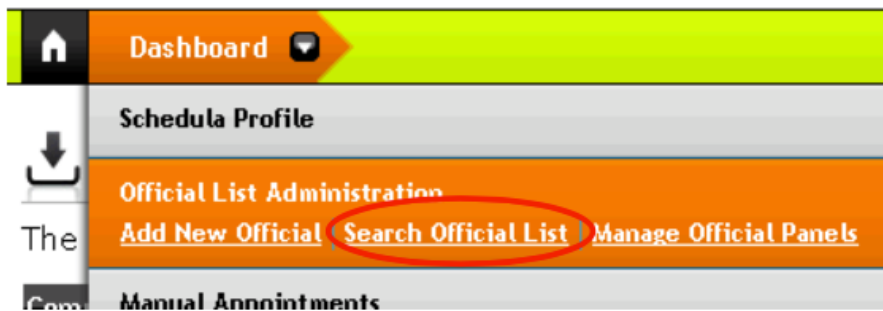 Dashboard
Schedula Profile
Official List Administration
The
Add New Official | Search Official List | Manage Official Panels
Manual Appointments